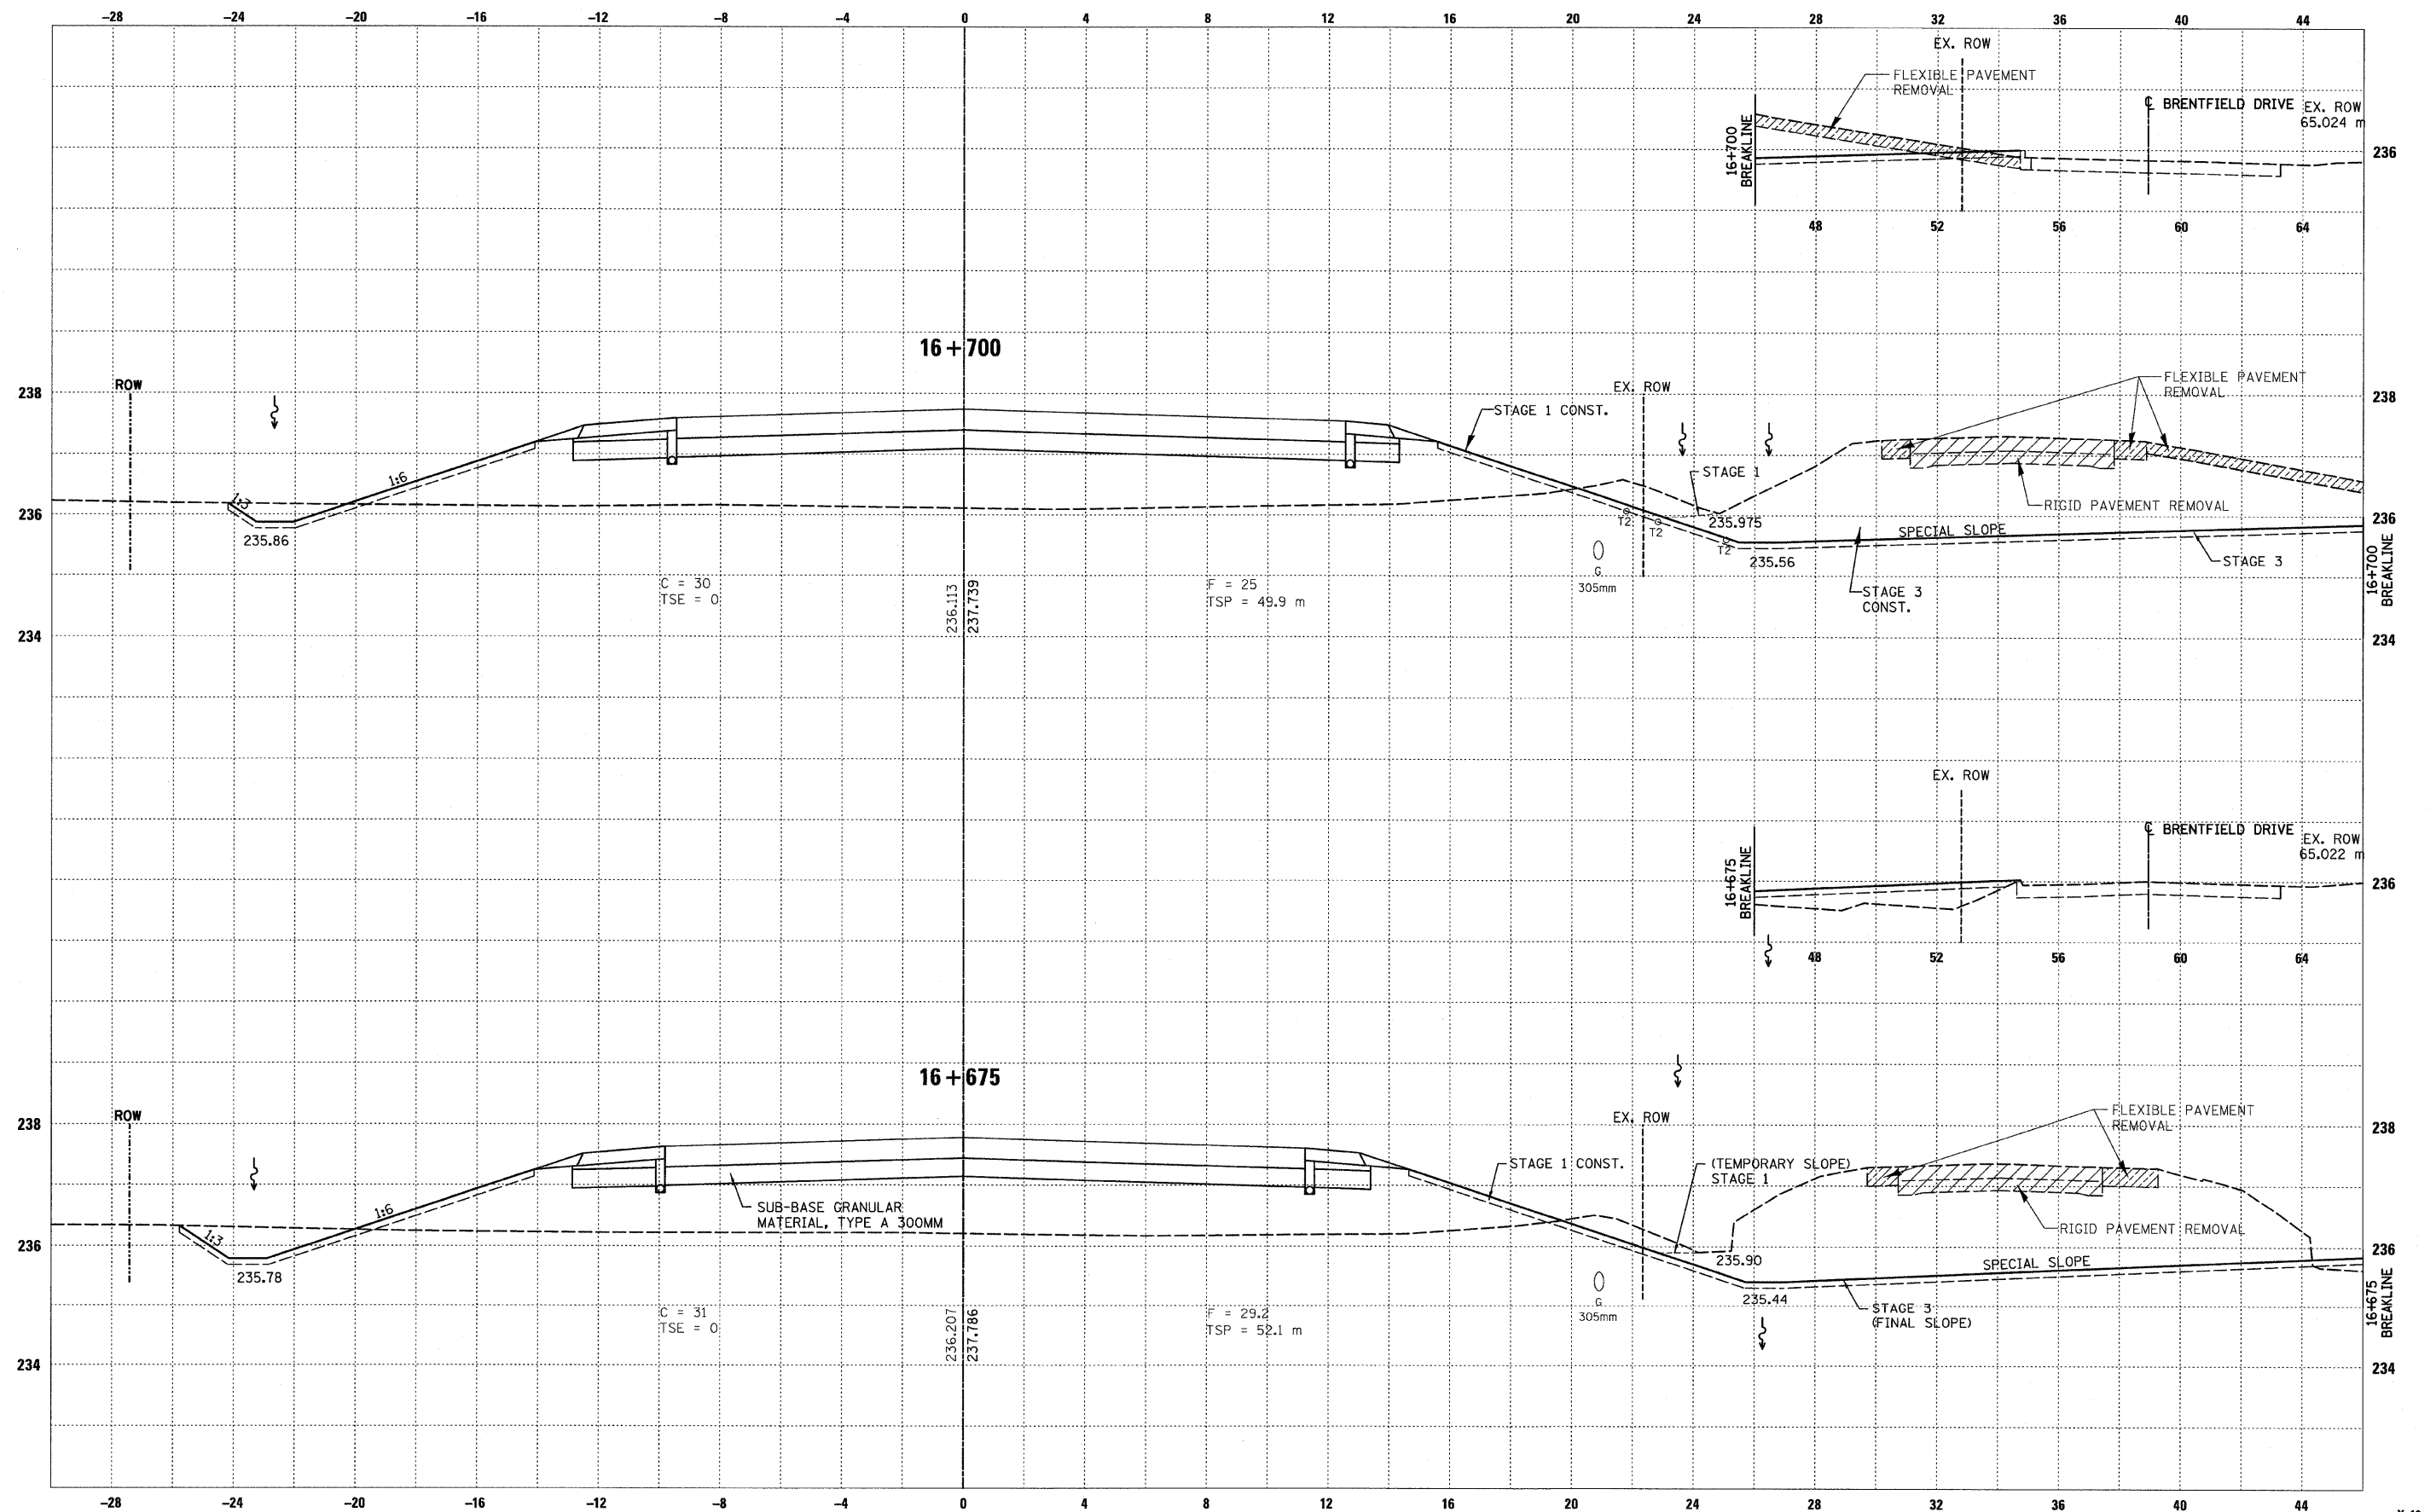 -28 -24 -20 -16 -12 -8 -4 0 4 8 12 16 20 24 28 32 36 40 44
EX. ROW
FLEXIBLE PAVEMENT
REMOVAL
℄ BRENTFIELD DRIVE
EX. ROW
65.024 m
16+700
BREAKLINE
236
48 52 56 60 64
16+700
238
ROW
EX. ROW
238
FLEXIBLE PAVEMENT
REMOVAL
STAGE 1 CONST.
STAGE 1
1:6
1:3
RIGID PAVEMENT REMOVAL
236
235.86
T2
T2
T2
235.975
SPECIAL SLOPE
236
235.56
STAGE 3
G
305mm
STAGE 3
CONST.
16+700
BREAKLINE
C = 30
TSE = 0
236.113
237.739
F = 25
TSP = 49.9 m
234
234
EX. ROW
℄ BRENTFIELD DRIVE
EX. ROW
65.022 m
16+675
BREAKLINE
236
48 52 56 60 64
16+675
238
ROW
EX. ROW
238
FLEXIBLE PAVEMENT
REMOVAL
STAGE 1 CONST.
(TEMPORARY SLOPE)
STAGE 1
SUB-BASE GRANULAR
MATERIAL, TYPE A 300MM
1:6
1:3
RIGID PAVEMENT REMOVAL
236
235.78
235.90
SPECIAL SLOPE
236
235.44
G
305mm
STAGE 3
(FINAL SLOPE)
16+675
BREAKLINE
C = 31
TSE = 0
236.207
237.786
F = 29.2
TSP = 52.1 m
234
234
-28 -24 -20 -16 -12 -8 -4 0 4 8 12 16 20 24 28 32 36 40 44